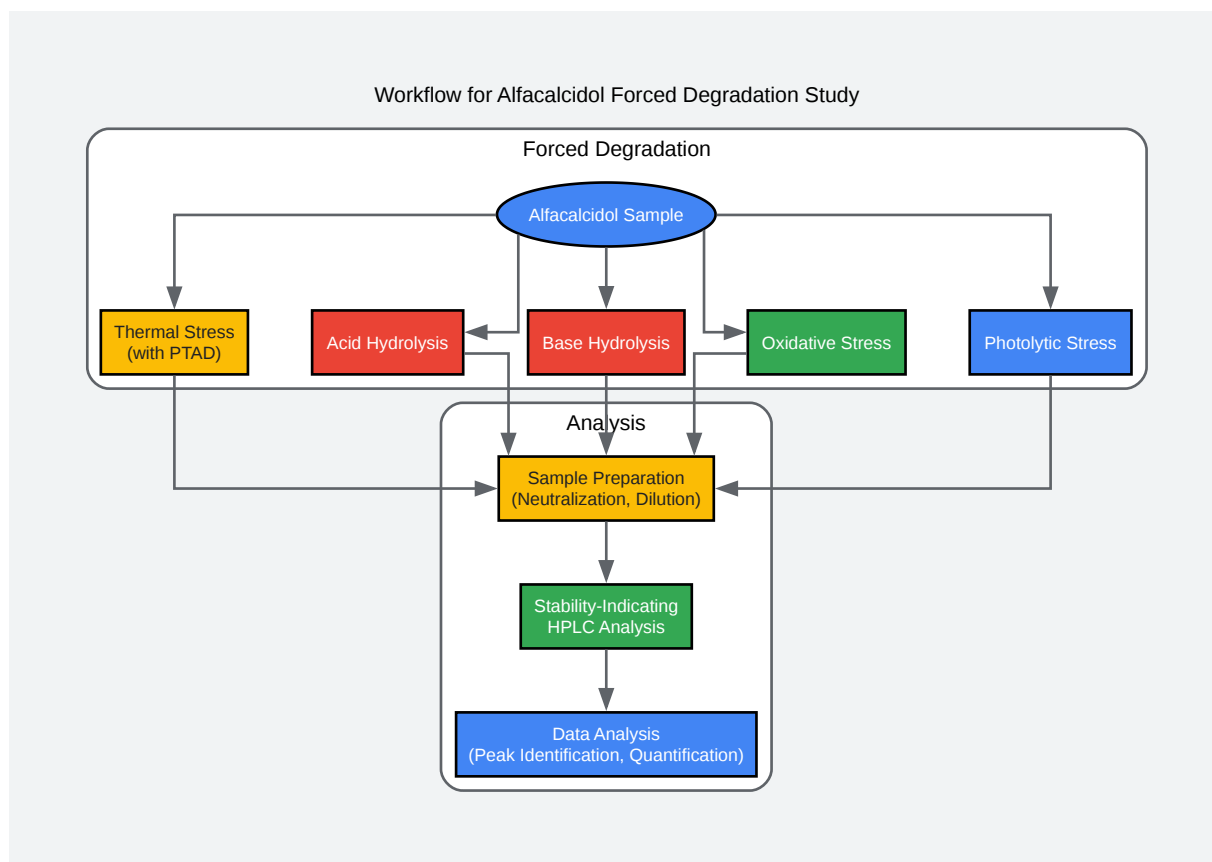 Workflow for Alfacalcidol Forced Degradation Study
Forced Degradation
Alfacalcidol Sample
Thermal Stress
(with PTAD)
Acid Hydrolysis
Base Hydrolysis
Oxidative Stress
Photolytic Stress
Analysis
Sample Preparation
(Neutralization, Dilution)
Stability-Indicating
HPLC Analysis
Data Analysis
(Peak Identification, Quantification)